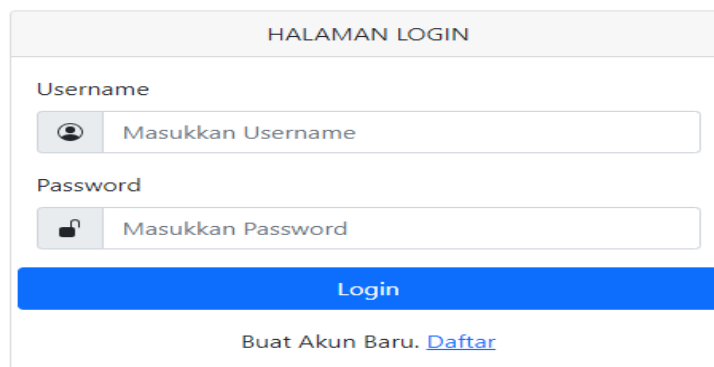 HALAMAN LOGIN
Username
Masukkan Username
Password
Masukkan Password
Login
Buat Akun Baru. Daftar